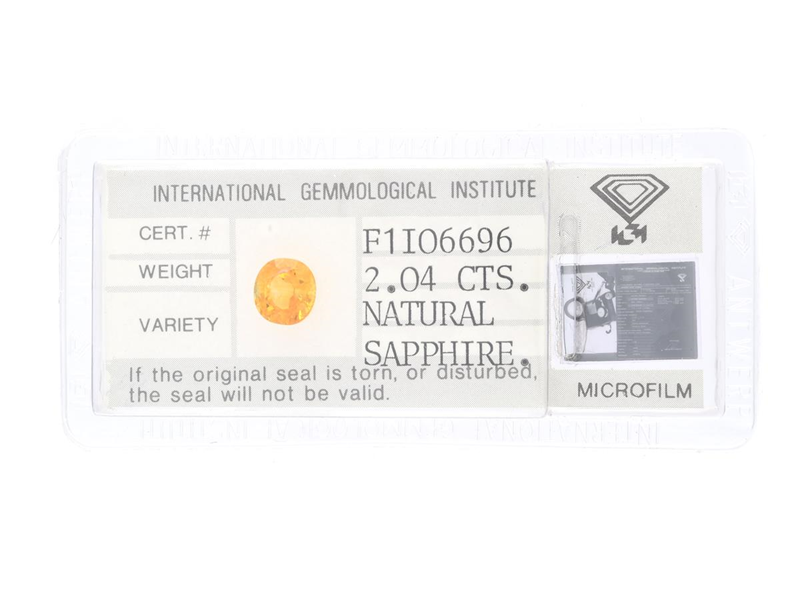 INTERNATIONAL GEMMOLOGICAL INSTITUTE
CERT. #
F1I06696
WEIGHT
2.04 CTS.
VARIETY
NATURAL
SAPPHIRE.
If the original seal is torn, or disturbed,
the seal will not be valid.
MICROFILM